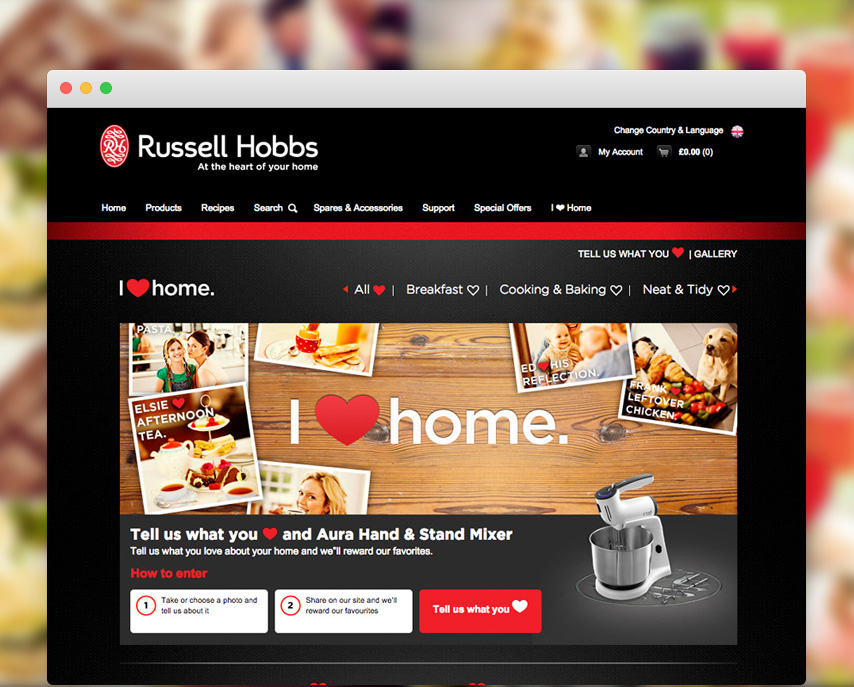 RH
Russell Hobbs
At the heart of your home
Change Country & Language
My Account £0.00 (0)
Home Products Recipes Search Spares & Accessories Support Special Offers I ❤ Home
TELL US WHAT YOU ❤ | GALLERY
I ❤ home.
All ❤ | Breakfast ♡ | Cooking & Baking ♡ | Neat & Tidy ♡
PASTA.
ELSIE ❤
AFTERNOON
TEA.
I ❤ home.
ED ❤ HIS
REFLECTION.
FRANK
LEFTOVER
CHICKEN.
Tell us what you ❤ and Aura Hand & Stand Mixer
Tell us what you love about your home and we"ll reward our favorites.
How to enter
1 Take or choose a photo and
tell us about it
2 Share on our site and we'll
reward our favourites
Tell us what you ❤